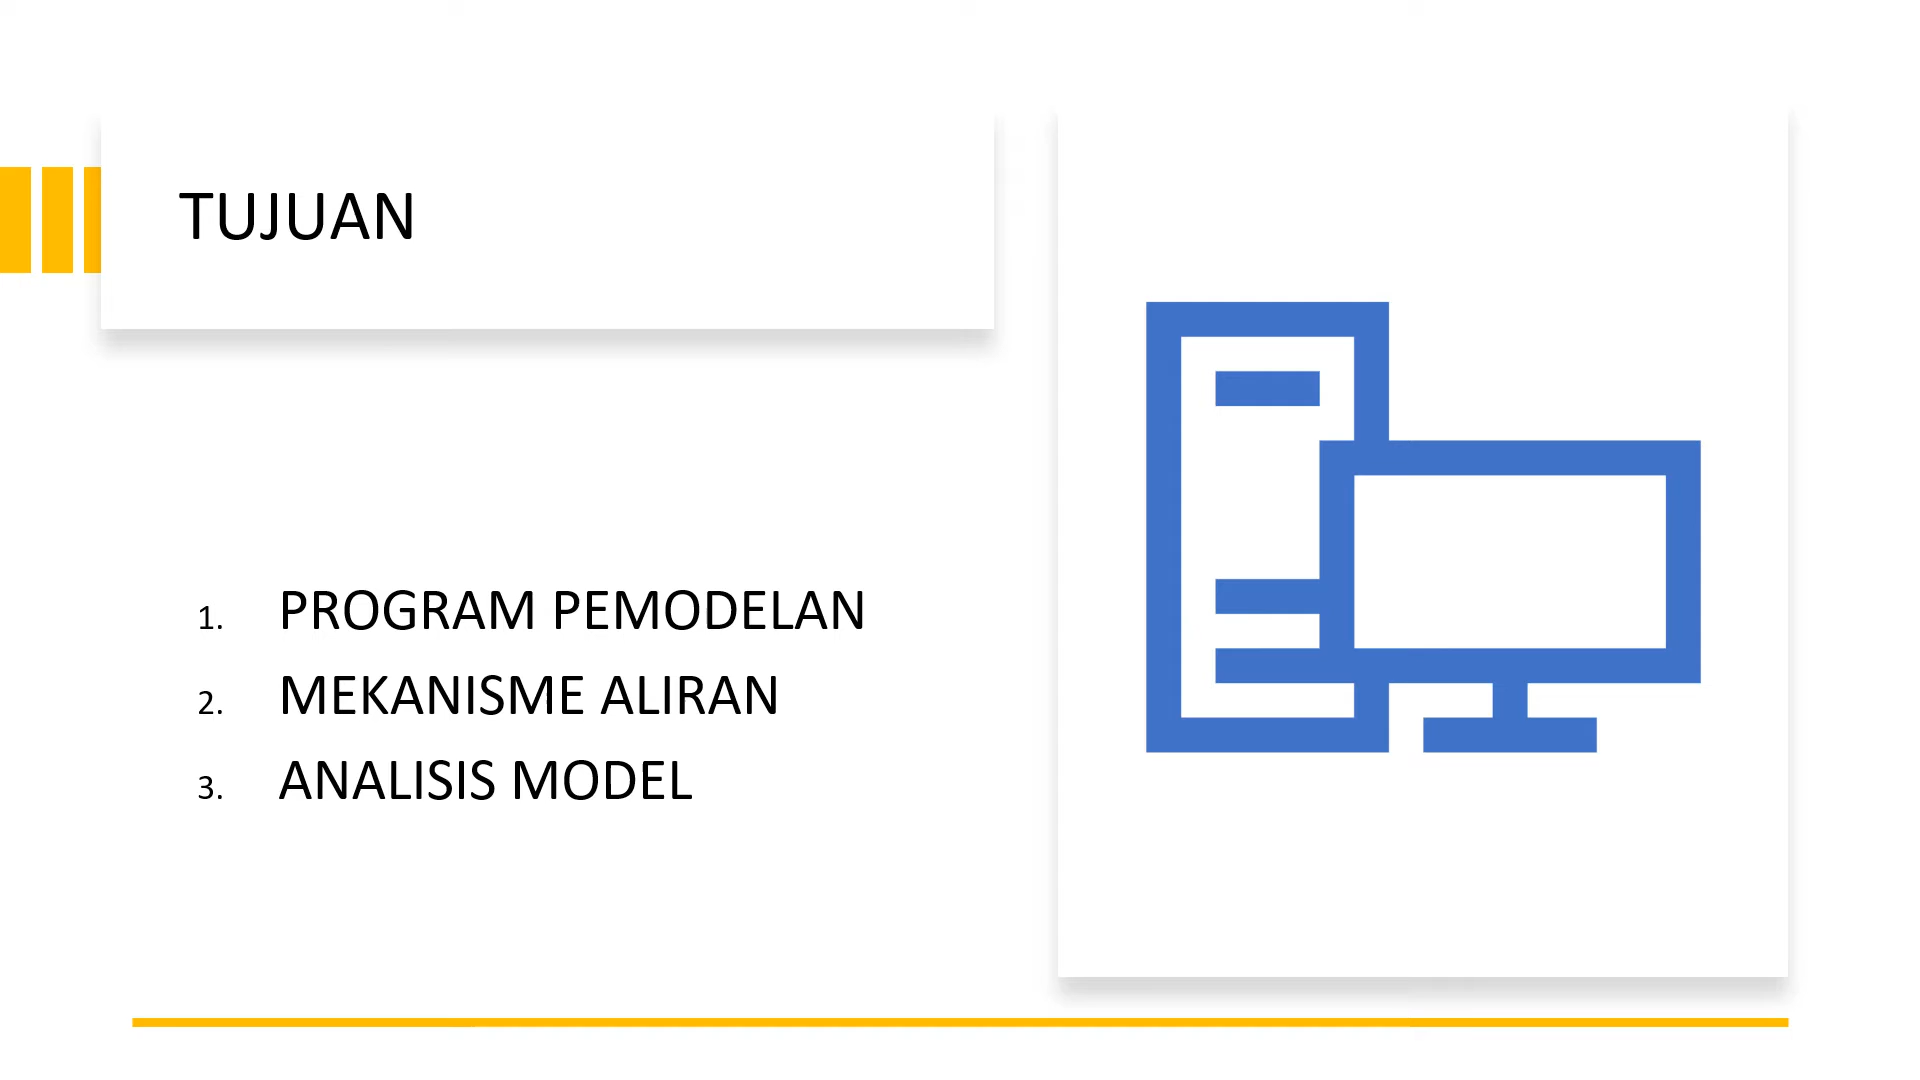 TUJUAN
1. PROGRAM PEMODELAN
2. MEKANISME ALIRAN
3. ANALISIS MODEL